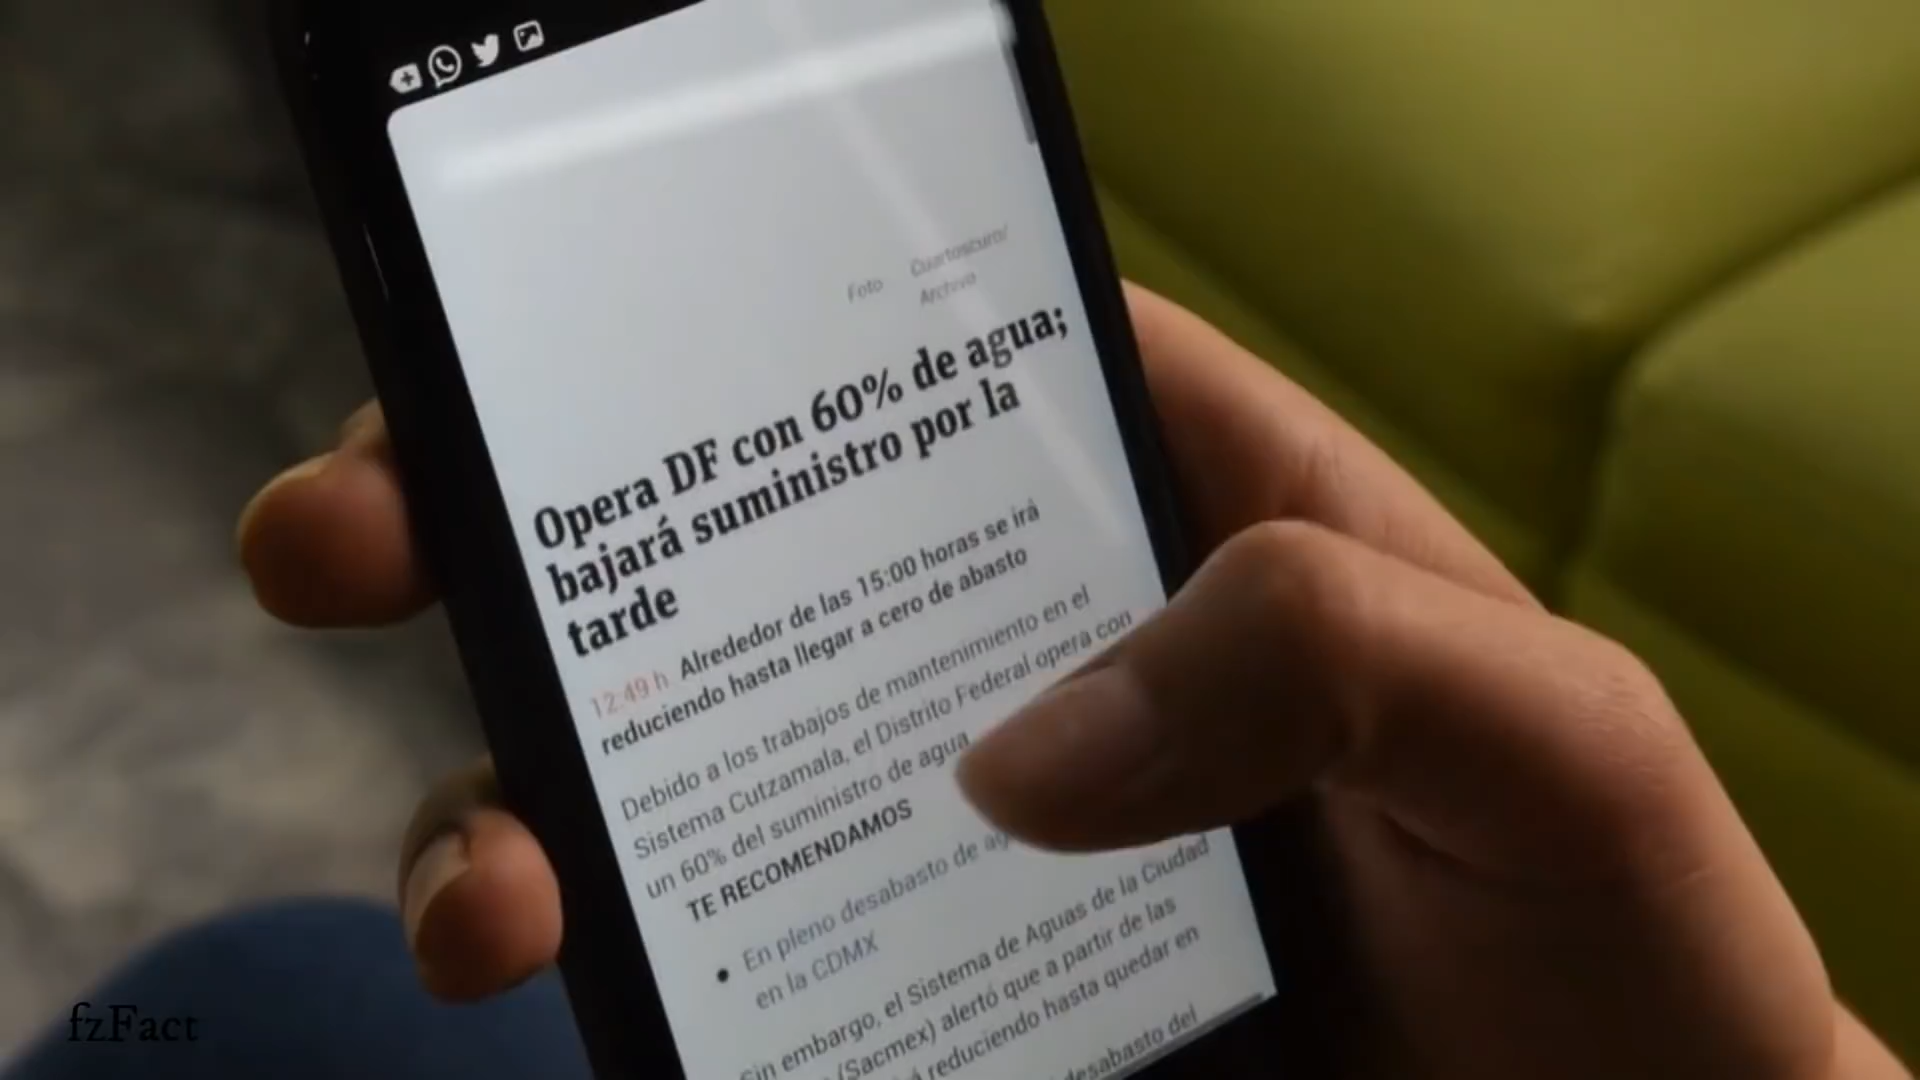 Foto Cuartoscuro/
Archivo
Opera DF con 60% de agua;
bajará suministro por la
tarde
12:49 h Alrededor de las 15:00 horas se irá
reduciendo hasta llegar a cero de abasto
Debido a los trabajos de mantenimiento en el
Sistema Cutzamala, el Distrito Federal opera con
un 60% del suministro de agua
TE RECOMENDAMOS
• En pleno desabasto de
en la CDMX
Sin embargo, el Sistema de Aguas de la Ciudad
(Sacmex) alertó que a partir de las
reduciendo hasta quedar en
desabasto del
fzFact